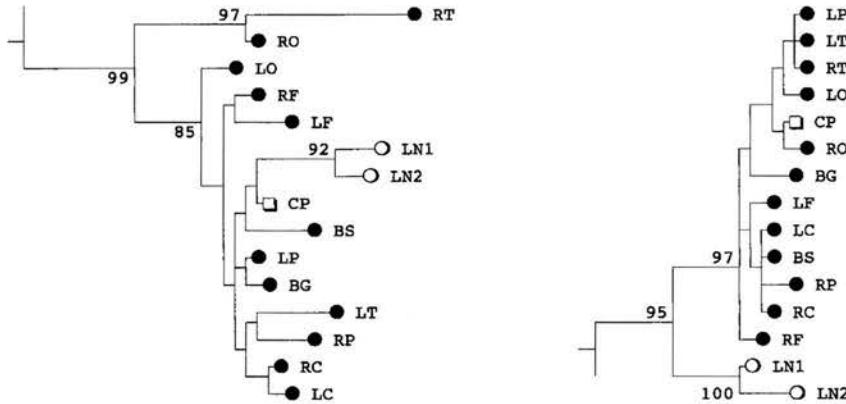 97 RT
RO
99
LO
RF
85 LF
92 LN1
LN2
CP
BS
LP
BG
LT
RP
RC
LC
LP
LT
RT
LO
CP
RO
BG
LF
LC
97 BS
RP
95 RC
RF
LN1
100 LN2